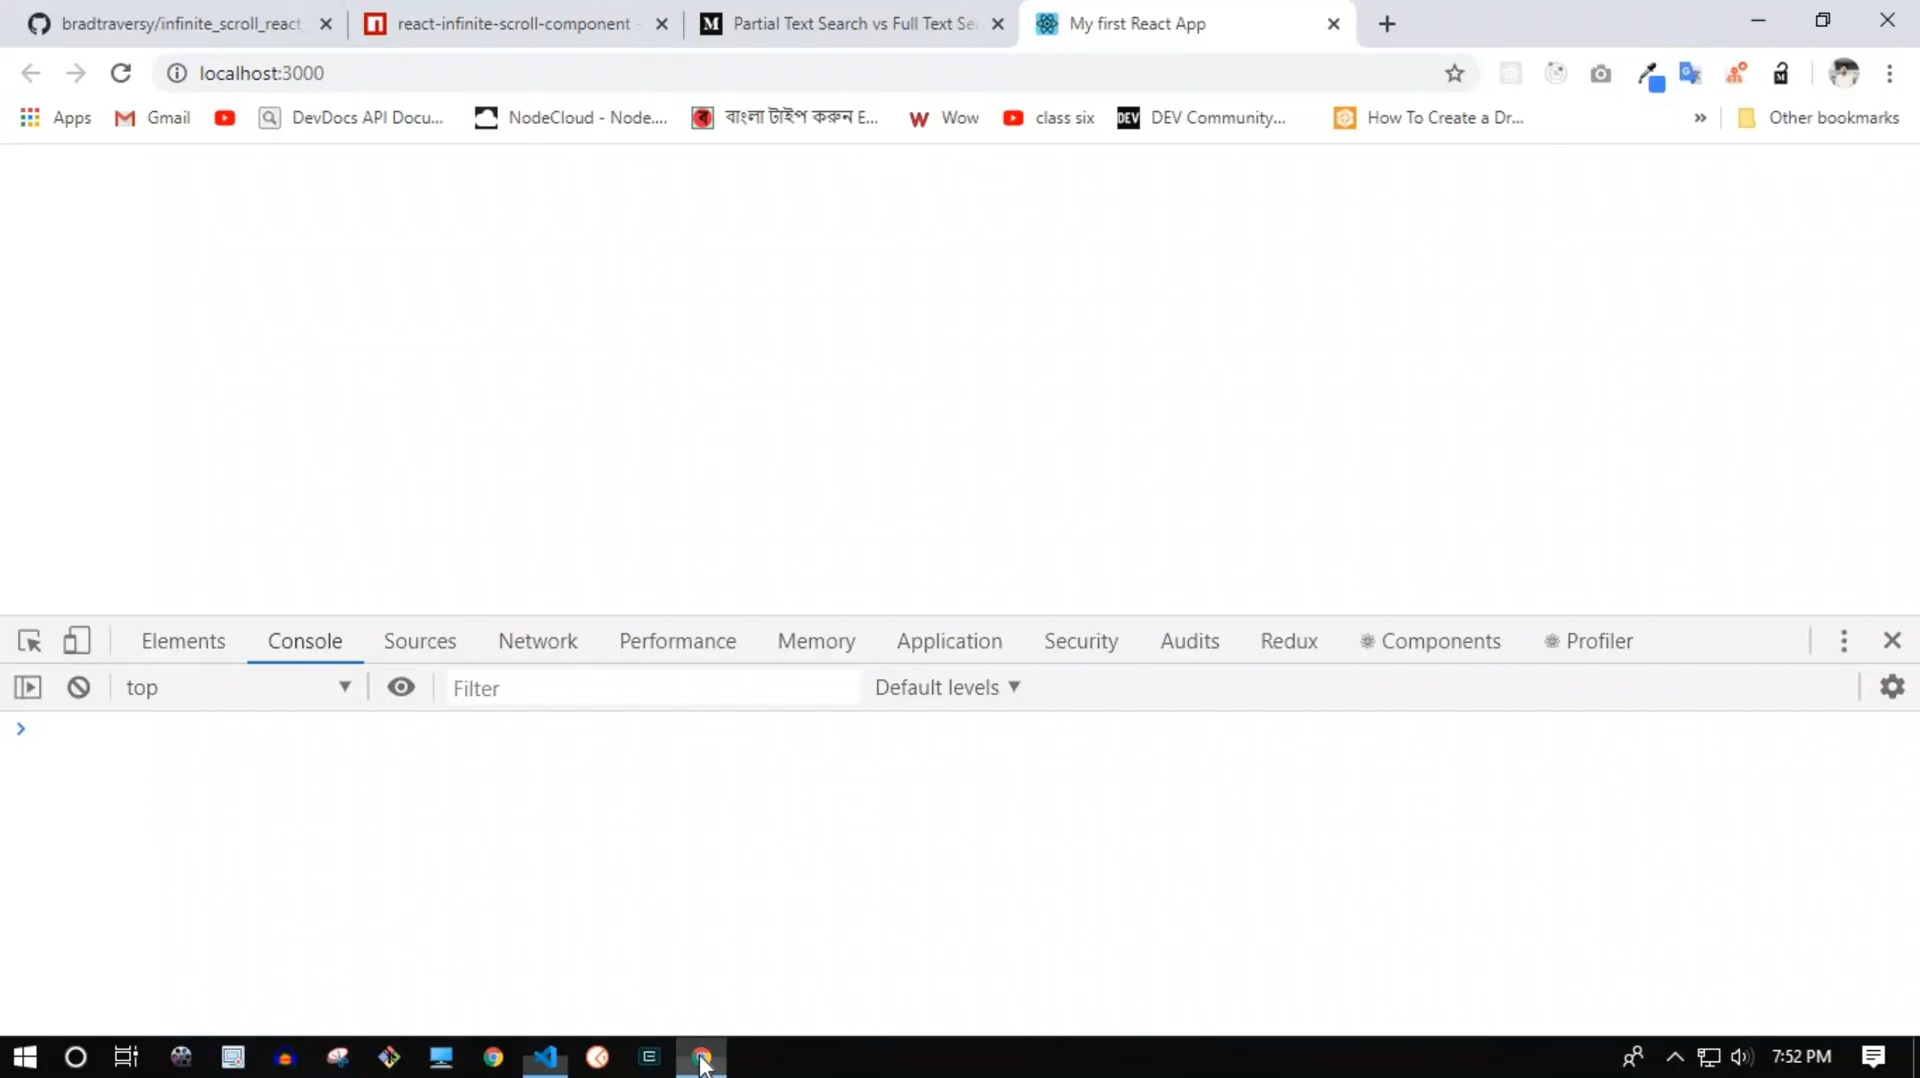 bradtraversy/infinite_scroll_react_
react-infinite-scroll-component -
Partial Text Search vs Full Text Se
My first React App
localhost:3000
Apps
Gmail
DevDocs API Docu...
NodeCloud - Node....
বাংলা টাইপ করুন E...
Wow
class six
DEV Community...
How To Create a Dr...
»
Other bookmarks
Elements
Console
Sources
Network
Performance
Memory
Application
Security
Audits
Redux
Components
Profiler
top
Filter
Default levels
7:52 PM